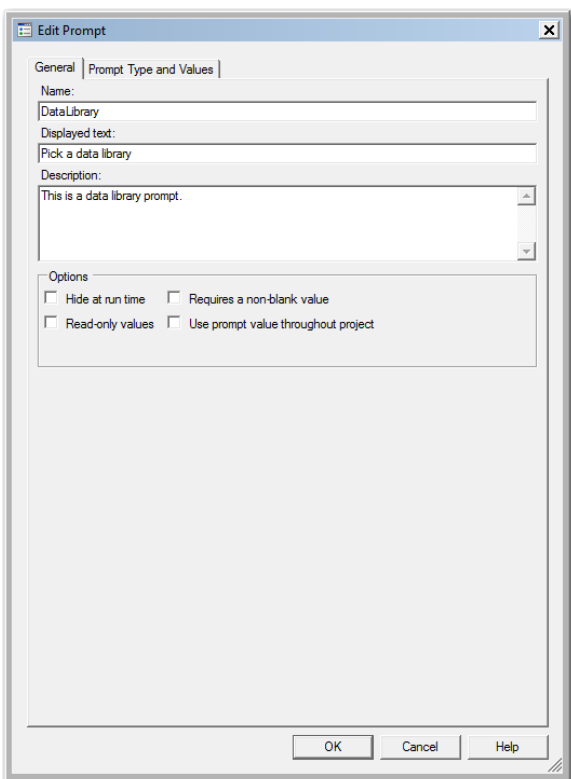 Edit Prompt
General Prompt Type and Values
Name:
DataLibrary
Displayed text:
Pick a data library
Description:
This is a data library prompt.
Options
Hide at run time Requires a non-blank value
Read-only values Use prompt value throughout project
OK Cancel Help